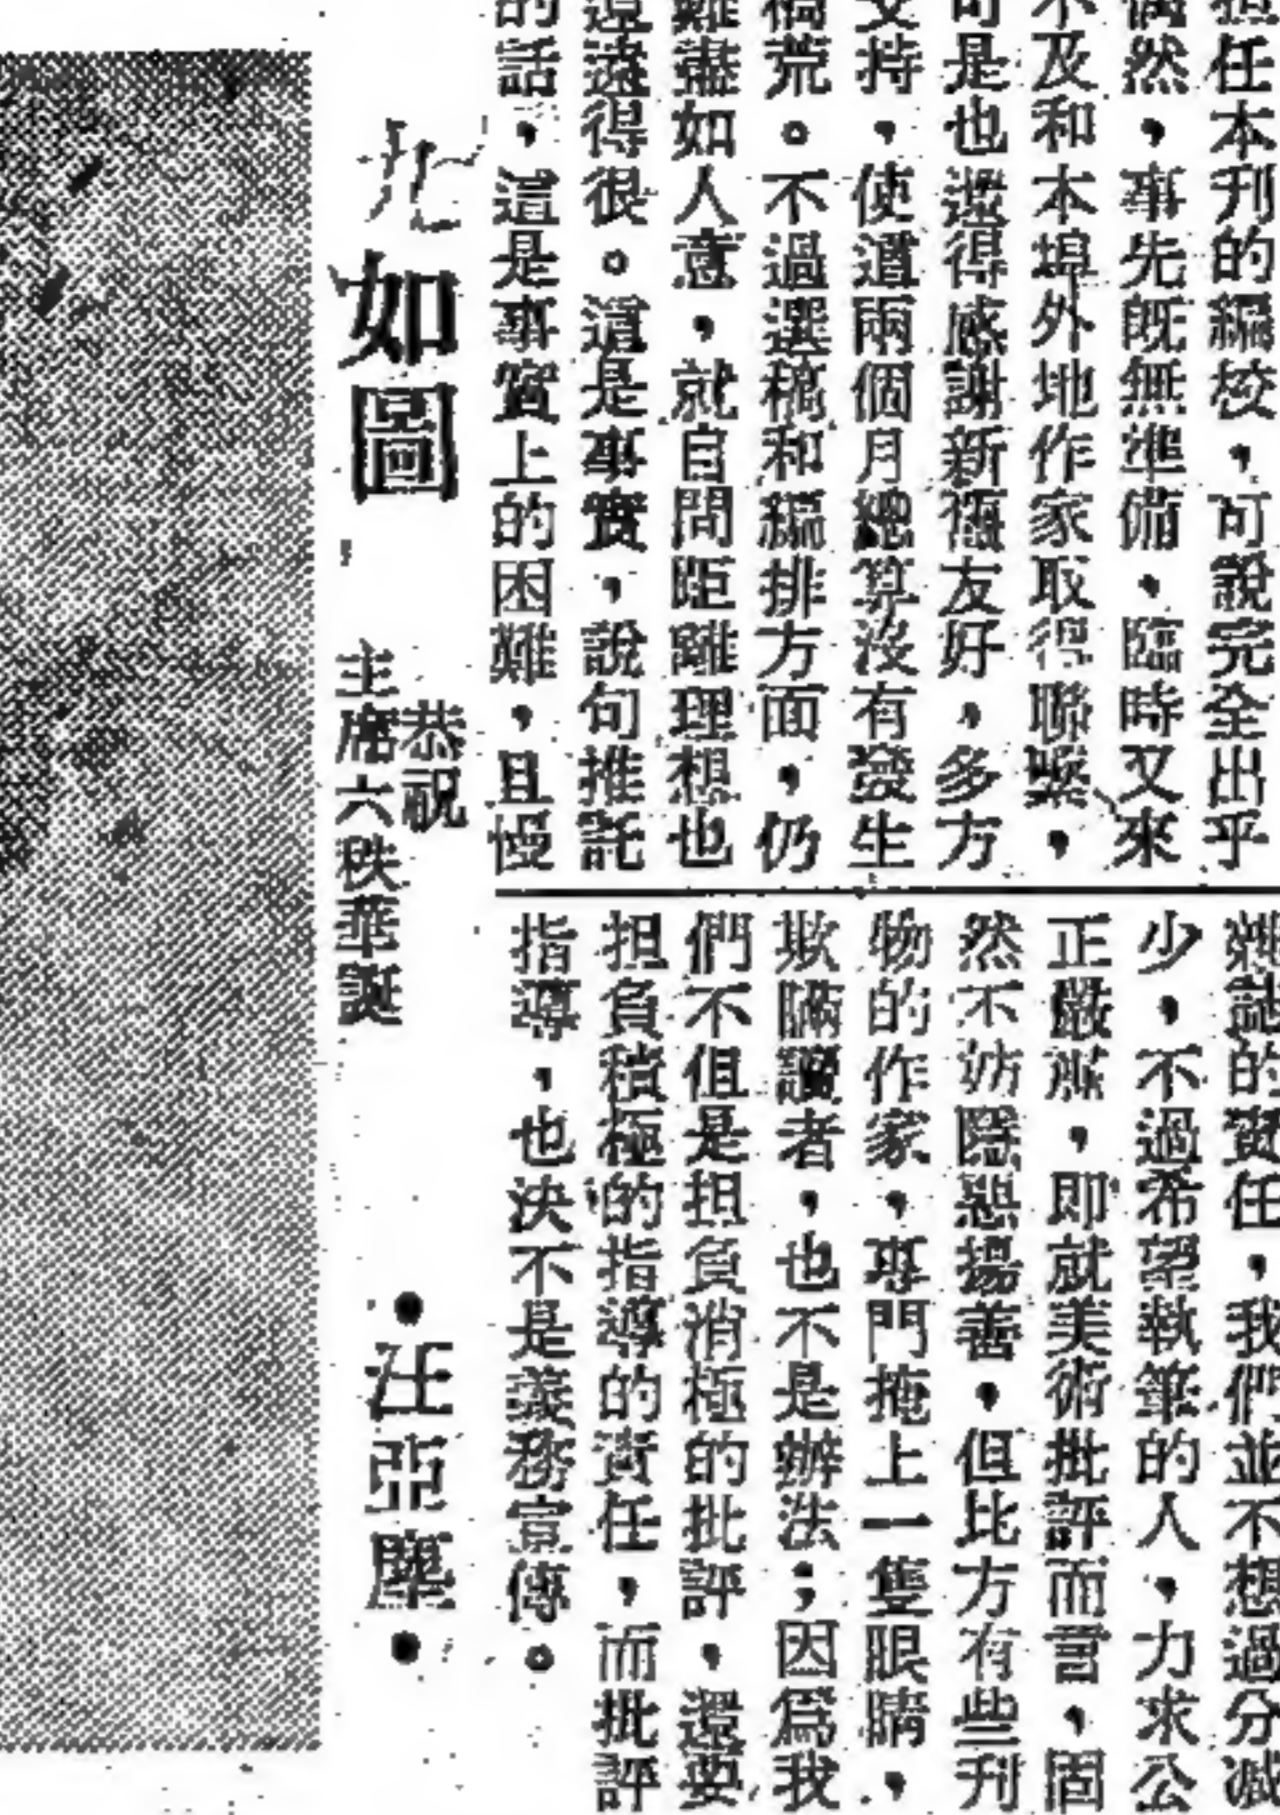 担任本刊的編校，可說完全出乎
偶然，事先既無準備，臨時又來
不及和本埠外地作家取得聯繫，
可是也還得感謝新舊友好，多方
支持，使這兩個月總算沒有發生
稿荒。不過選稿和編排方面，仍
難盡如人意，就自問距離理想也
還遠得很。這是事實，說句推託
的話，這是事實上的困難，且慢
辣誌的責任，我們並不想過分減
少，不過希望執筆的人，力求公
正嚴肅，即就美術批評而言，固
然不妨隱惡揚善，但比方有些刊
物的作家，專門掩上一隻眼睛，
欺瞞讀者，也不是辦法；因爲我
們不但是担負消極的批評，還要
担負積極的指導的責任，而批評
指導，也決不是義務宣傳。
九如圖
恭祝
主席六秩華誕
•汪亞塵•